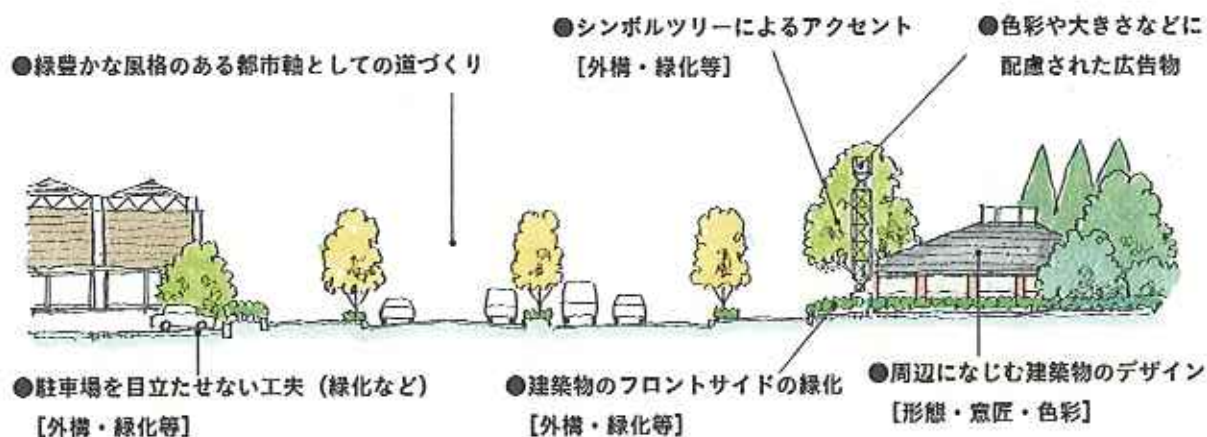 ●シンボルツリーによるアクセント
[外構・緑化等]
●色彩や大きさなどに
配慮された広告物
●緑豊かな風格のある都市軸としての道づくり
●駐車場を目立たせない工夫（緑化など）
[外構・緑化等]
●建築物のフロントサイドの緑化
[外構・緑化等]
●周辺になじむ建築物のデザイン
[形態・意匠・色彩]